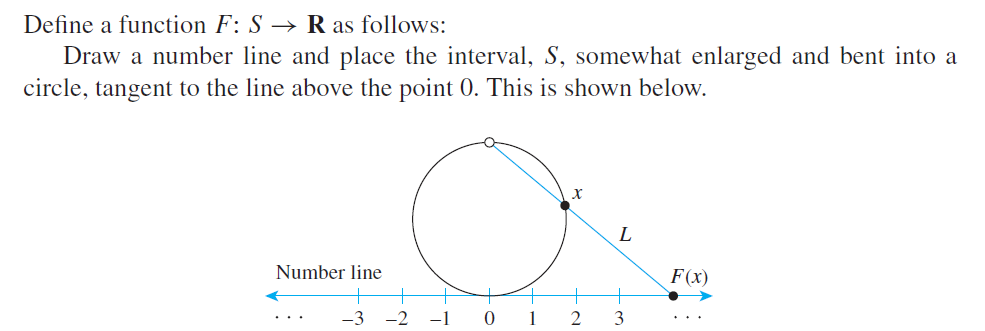 Define a function F: S → R as follows:
Draw a number line and place the interval, S, somewhat enlarged and bent into a
circle, tangent to the line above the point 0. This is shown below.
x
L
Number line
F(x)
. . . −3 −2 −1 0 1 2 3 . . .